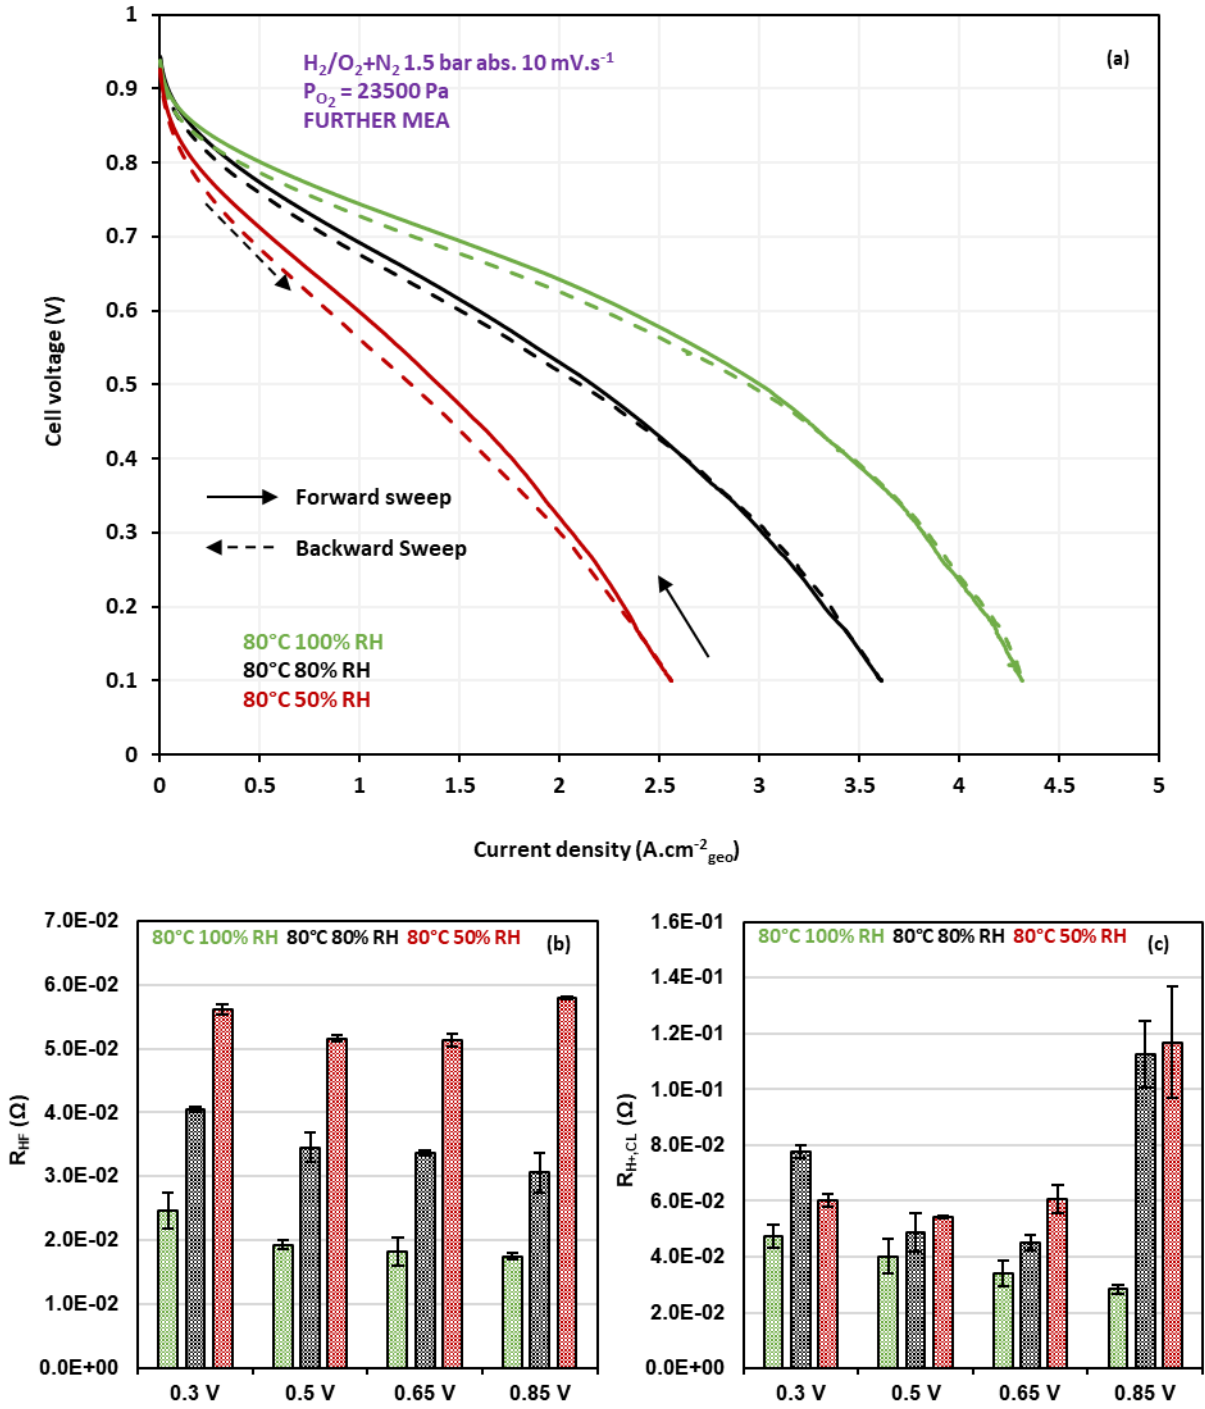 (a)
H₂/O₂+N₂ 1.5 bar abs. 10 mV.s⁻¹
P_O₂ = 23500 Pa
FURTHER MEA
1
0.9
0.8
0.7
0.6
0.5
0.4
0.3
0.2
0.1
0
Cell voltage (V)
Forward sweep
Backward Sweep
80°C 100% RH
80°C 80% RH
80°C 50% RH
0 0.5 1 1.5 2 2.5 3 3.5 4 4.5 5
Current density (A.cm⁻²geo)
7.0E-02
6.0E-02
5.0E-02
4.0E-02
3.0E-02
2.0E-02
1.0E-02
0.0E+00
R_HF (Ω)
80°C 100% RH 80°C 80% RH 80°C 50% RH (b)
0.3 V 0.5 V 0.65 V 0.85 V
1.6E-01
1.4E-01
1.2E-01
1.0E-01
8.0E-02
6.0E-02
4.0E-02
2.0E-02
0.0E+00
R_H+,CL (Ω)
80°C 100% RH 80°C 80% RH 80°C 50% RH (c)
0.3 V 0.5 V 0.65 V 0.85 V